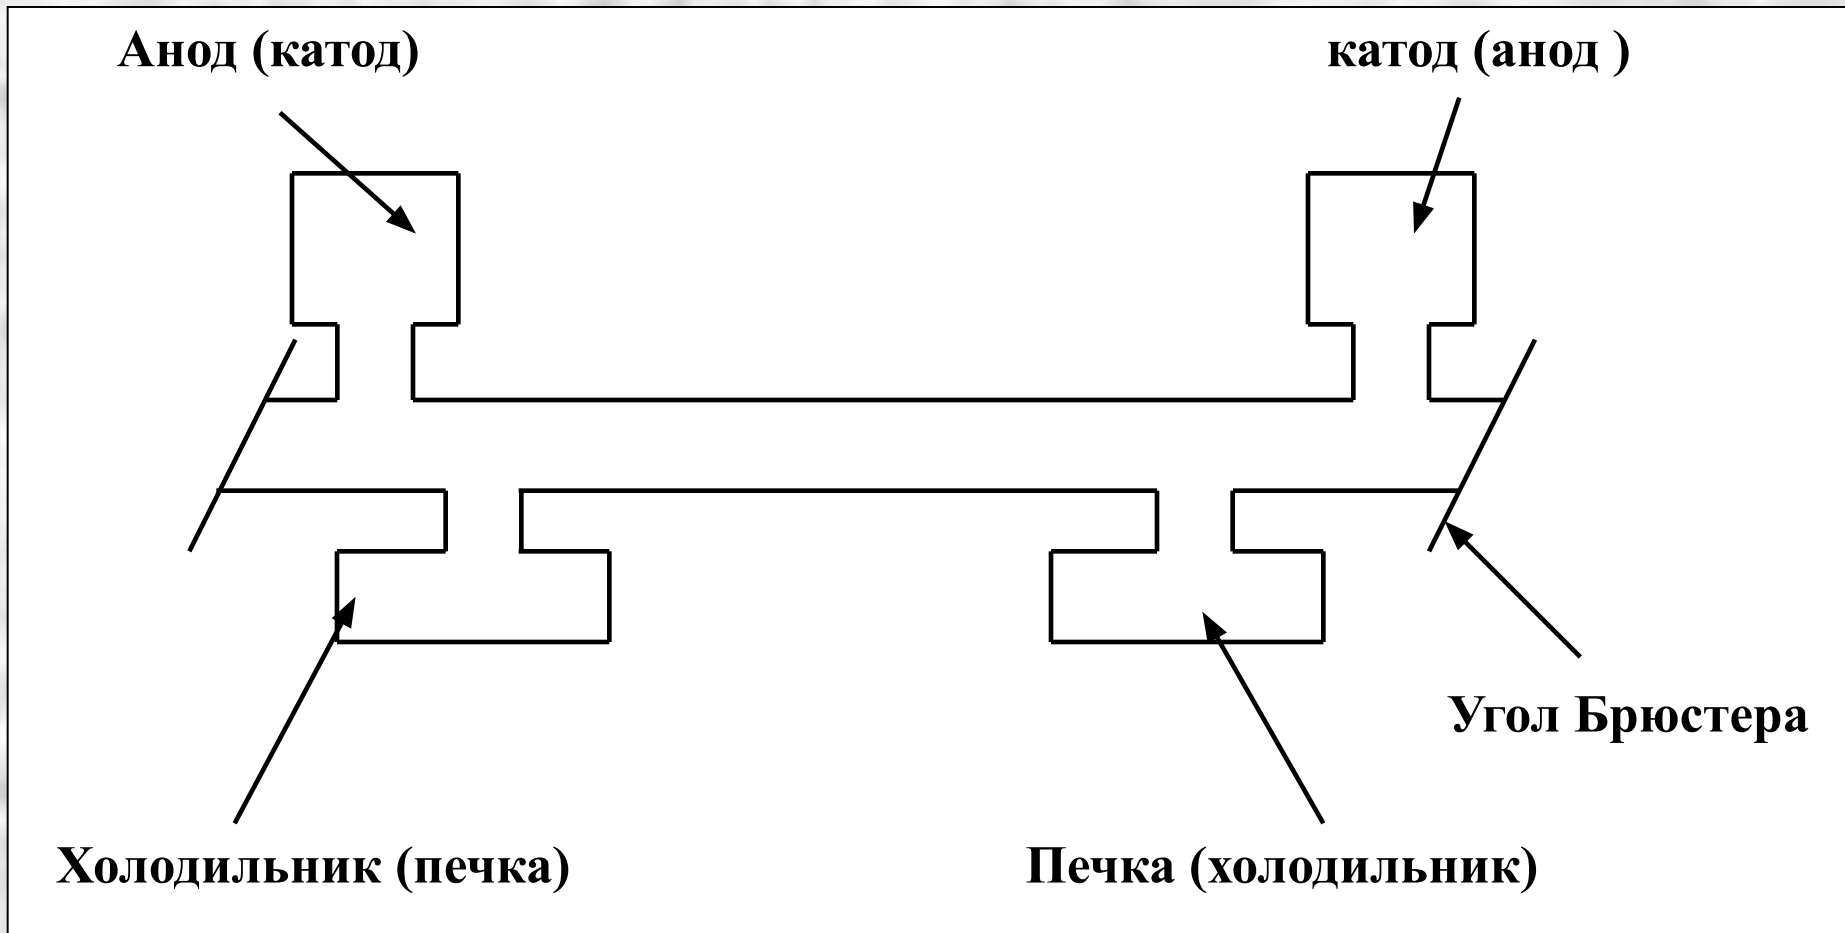 Анод (катод)
катод (анод )
Угол Брюстера
Холодильник (печка)
Печка (холодильник)